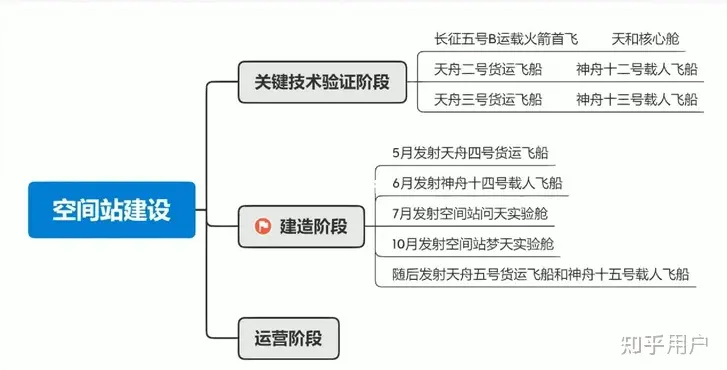 空间站建设
关键技术验证阶段
长征五号B运载火箭首飞 天和核心舱
天舟二号货运飞船 神舟十二号载人飞船
天舟三号货运飞船 神舟十三号载人飞船
建造阶段
5月发射天舟四号货运飞船
6月发射神舟十四号载人飞船
7月发射空间站问天实验舱
10月发射空间站梦天实验舱
随后发射天舟五号货运飞船和神舟十五号载人飞船
运营阶段
知乎用户